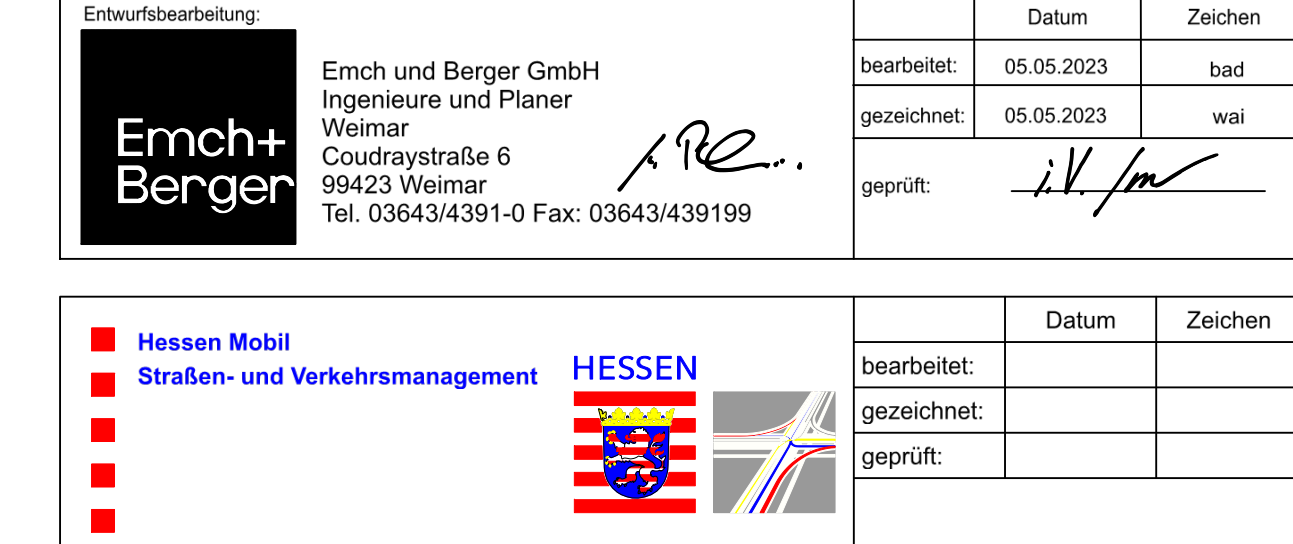 Entwurfsbearbeitung:
Emch+
Berger
Emch und Berger GmbH
Ingenieure und Planer
Weimar
Coudraystraße 6
99423 Weimar
Tel. 03643/4391-0 Fax: 03643/439199
Datum Zeichen
bearbeitet: 05.05.2023 bad
gezeichnet: 05.05.2023 wai
geprüft: i.V.
Hessen Mobil
Straßen- und Verkehrsmanagement
HESSEN
Datum Zeichen
bearbeitet:
gezeichnet:
geprüft: